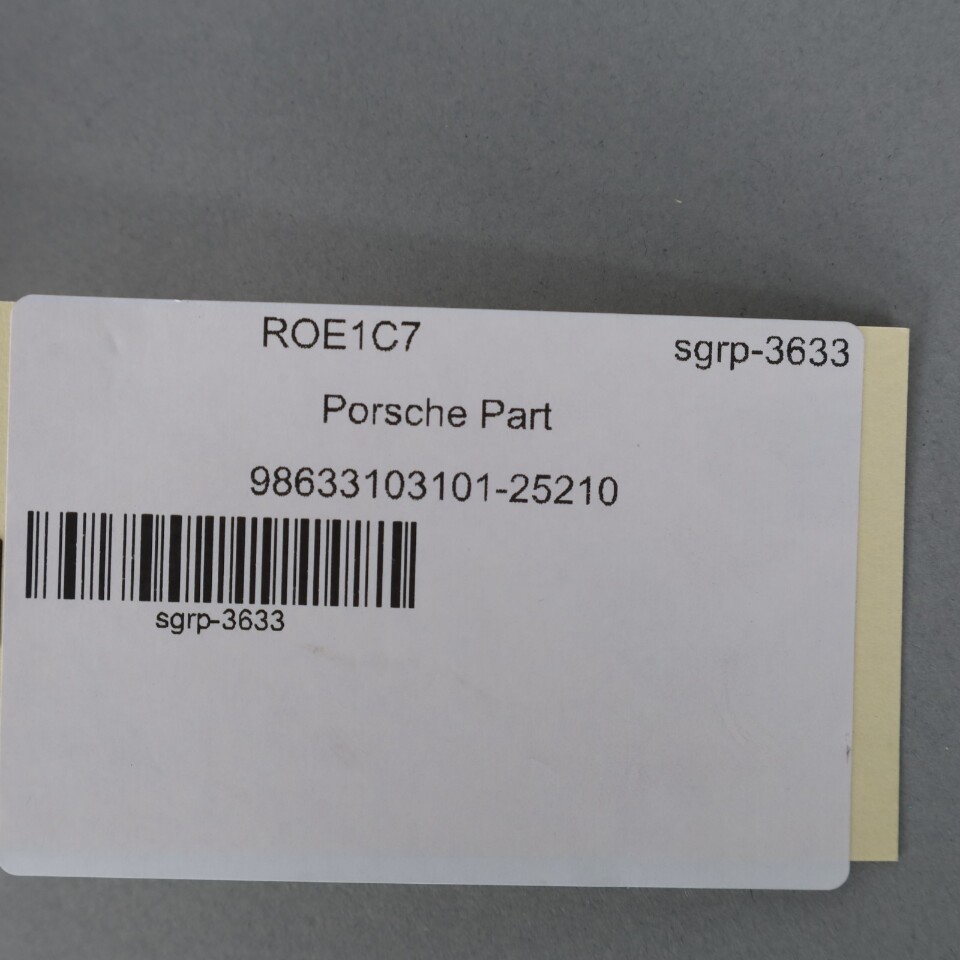 ROE1C7
sgrp-3633
Porsche Part
98633103101-25210
sgrp-3633